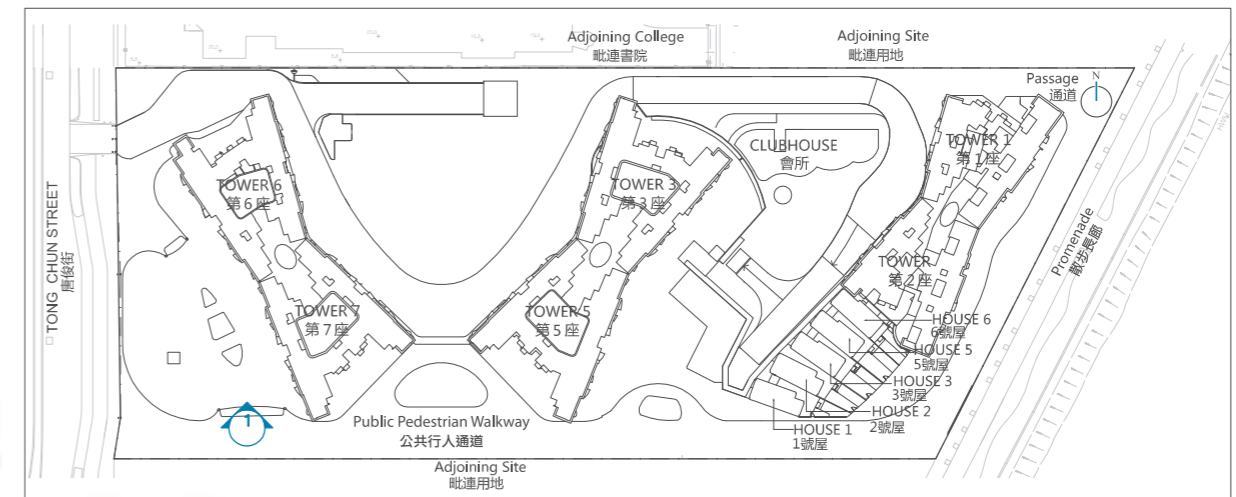 Adjoining College
毗連書院
Adjoining Site
毗連用地
Passage
通道
N
CLUBHOUSE
會所
TOWER 1
第1座
TOWER 6
第6座
TOWER 3
第3座
TONG CHUN STREET
唐俊街
Promenade
散步長廊
TOWER
第2座
TOWER 7
第7座
TOWER 5
第5座
HOUSE 6
6號屋
HOUSE 5
5號屋
HOUSE 3
3號屋
HOUSE 2
2號屋
HOUSE 1
1號屋
1
Public Pedestrian Walkway
公共行人通道
Adjoining Site
毗連用地